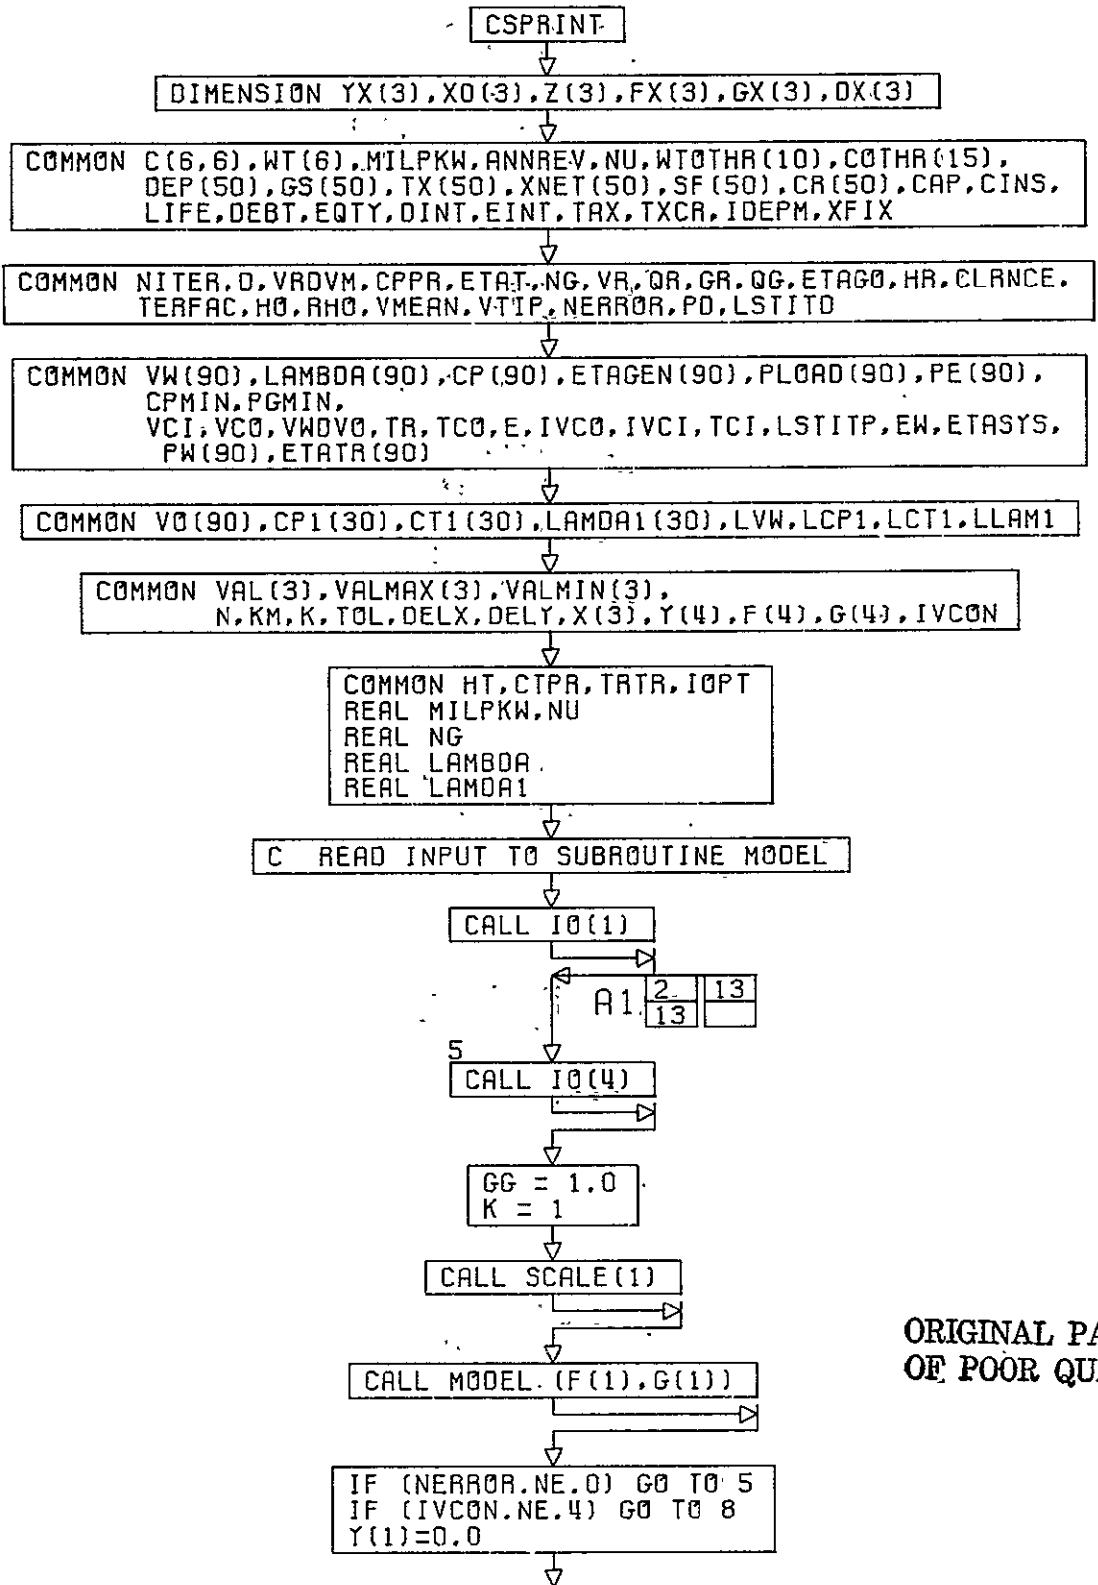 CSPRINT
DIMENSION YX(3),XO(3),Z(3),FX(3),GX(3),DX(3)
COMMON C(6,6),WT(6),MILPKW,ANNREV,NU,WTOTHR(10),COTHR(15),
DEP(50),GS(50),TX(50),XNET(50),SF(50),CR(50),CAP,CINS,
LIFE,DEBT,EQTY,DINT,EINT,TAX,TXCR,IDEPM,XFIX
COMMON NITER,D,VRDVM,CPPR,ETAT,NG,VR,QR,GR,QG,ETAGO,HR,CLRNCE,
TERFAC,HO,RHO,VMEAN,VTIP,NERROR,PD,LSTITD
COMMON VW(90),LAMBDA(90),CP(90),ETAGEN(90),PLOAD(90),PE(90),
CPMIN,PGMIN,
VCI,VCO,VWDVO,TR,TCO,E,IVCO,IVCI,TCI,LSTITP,EW,ETASYS,
PW(90),ETATR(90)
COMMON VO(90),CP1(30),CT1(30),LAMDA1(30),LVW,LCP1,LCT1,LLAM1
COMMON VAL(3),VALMAX(3),VALMIN(3),
N,KM,K,TOL,DELX,DELY,X(3),Y(4),F(4),G(4),IVCON
COMMON HT,CTPR,TRTR,IOPT
REAL MILPKW,NU
REAL NG
REAL LAMBDA
REAL LAMDA1
C READ INPUT TO SUBROUTINE MODEL
CALL IO(1)
A1 2 13
13
5
CALL IO(4)
GG = 1.0
K = 1
CALL SCALE(1)
ORIGINAL PA
OF POOR QU
CALL MODEL (F(1),G(1))
IF (NERROR.NE.0) GO TO 5
IF (IVCON.NE.4) GO TO 8
Y(1)=0.0